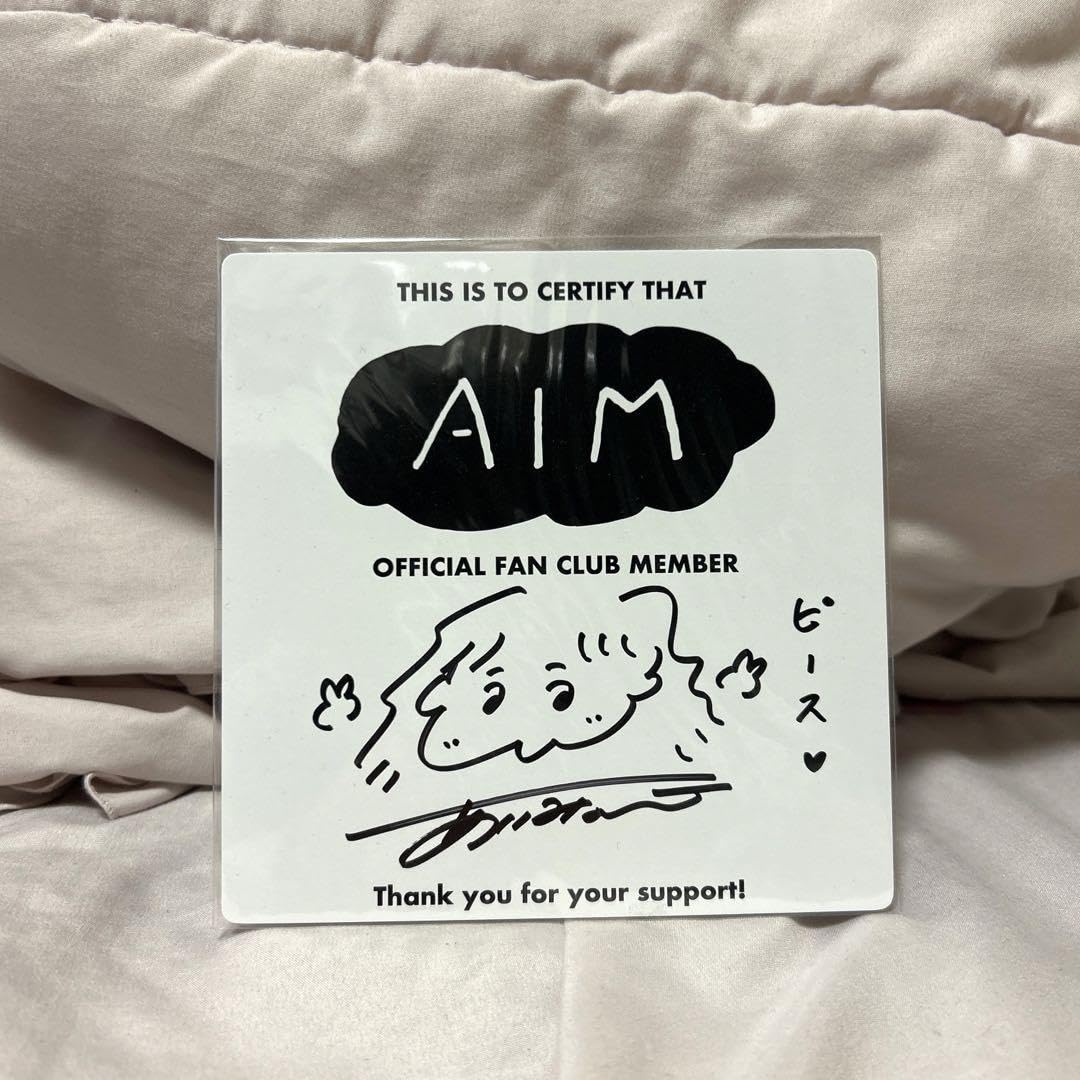 THIS IS TO CERTIFY THAT
AIM
OFFICIAL FAN CLUB MEMBER
ピース♥
Thank you for your support!